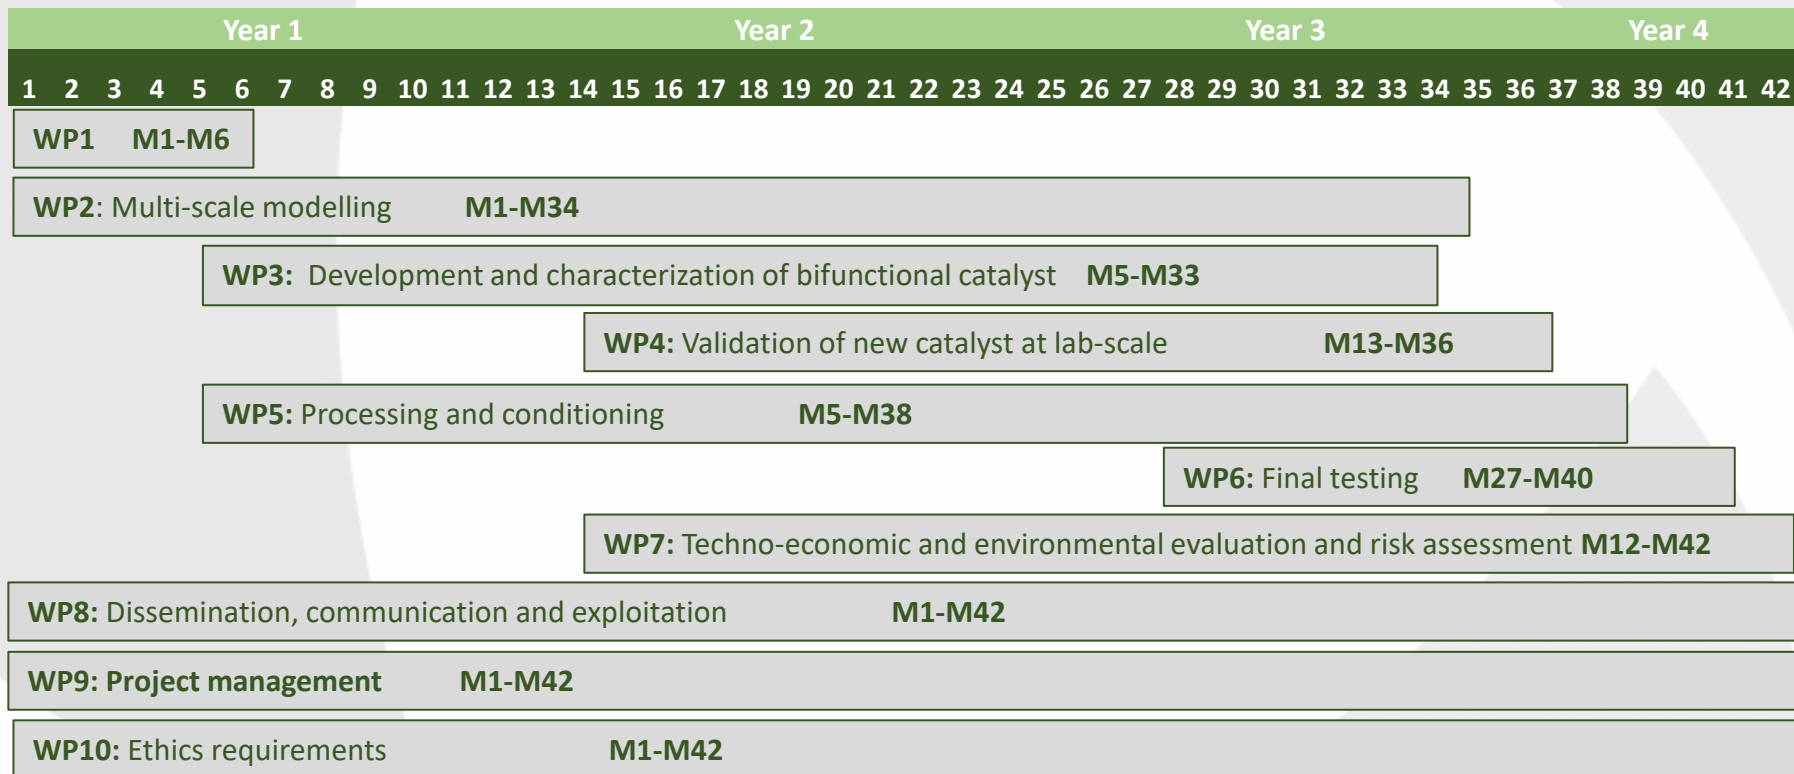 Year 1 Year 2 Year 3 Year 4
1 2 3 4 5 6 7 8 9 10 11 12 13 14 15 16 17 18 19 20 21 22 23 24 25 26 27 28 29 30 31 32 33 34 35 36 37 38 39 40 41 42
WP1 M1-M6
WP2: Multi-scale modelling M1-M34
WP3: Development and characterization of bifunctional catalyst M5-M33
WP4: Validation of new catalyst at lab-scale M13-M36
WP5: Processing and conditioning M5-M38
WP6: Final testing M27-M40
WP7: Techno-economic and environmental evaluation and risk assessment M12-M42
WP8: Dissemination, communication and exploitation M1-M42
WP9: Project management M1-M42
WP10: Ethics requirements M1-M42